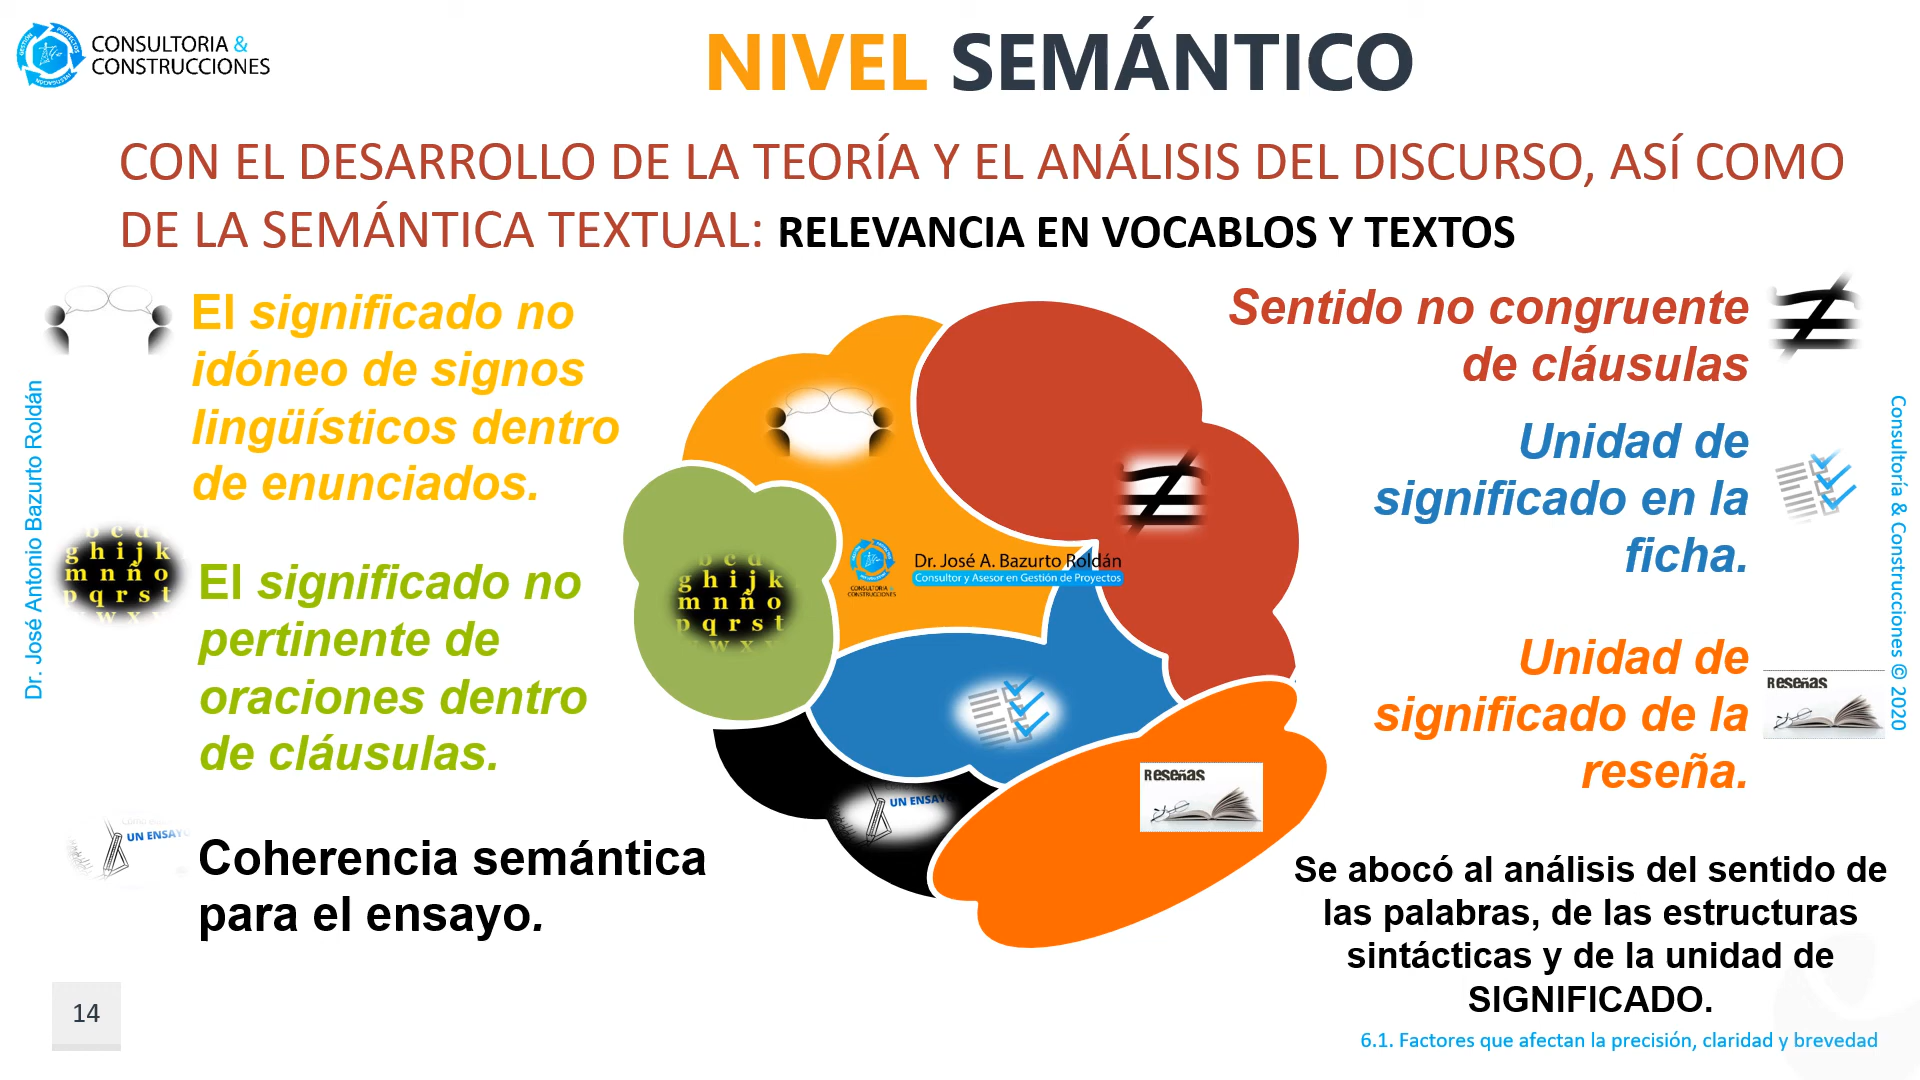 CONSULTORIA &
CONSTRUCCIONES
NIVEL SEMÁNTICO
CON EL DESARROLLO DE LA TEORÍA Y EL ANÁLISIS DEL DISCURSO, ASÍ COMO
DE LA SEMÁNTICA TEXTUAL: RELEVANCIA EN VOCABLOS Y TEXTOS
El significado no
idóneo de signos
lingüísticos dentro
de enunciados.
El significado no
pertinente de
oraciones dentro
de cláusulas.
Coherencia semántica
para el ensayo.
Dr. José Antonio Bazurto Roldán
b c d
g h i j k
m n ñ o
p q r s t
w x y
UN ENSAYO
b c d
g h i j k
m n ñ o
p q r s t
w x y
Dr. José A. Bazurto Roldán
Consultor y Asesor en Gestión de Proyectos
CONSULTORIA &
CONSTRUCCIONES
UN ENSAYO
Reseñas
Sentido no congruente
de cláusulas
Unidad de
significado en la
ficha.
Unidad de
significado de la
reseña.
Reseñas
Se abocó al análisis del sentido de
las palabras, de las estructuras
sintácticas y de la unidad de
SIGNIFICADO.
Consultoría & Construcciones © 2020
14
6.1. Factores que afectan la precisión, claridad y brevedad